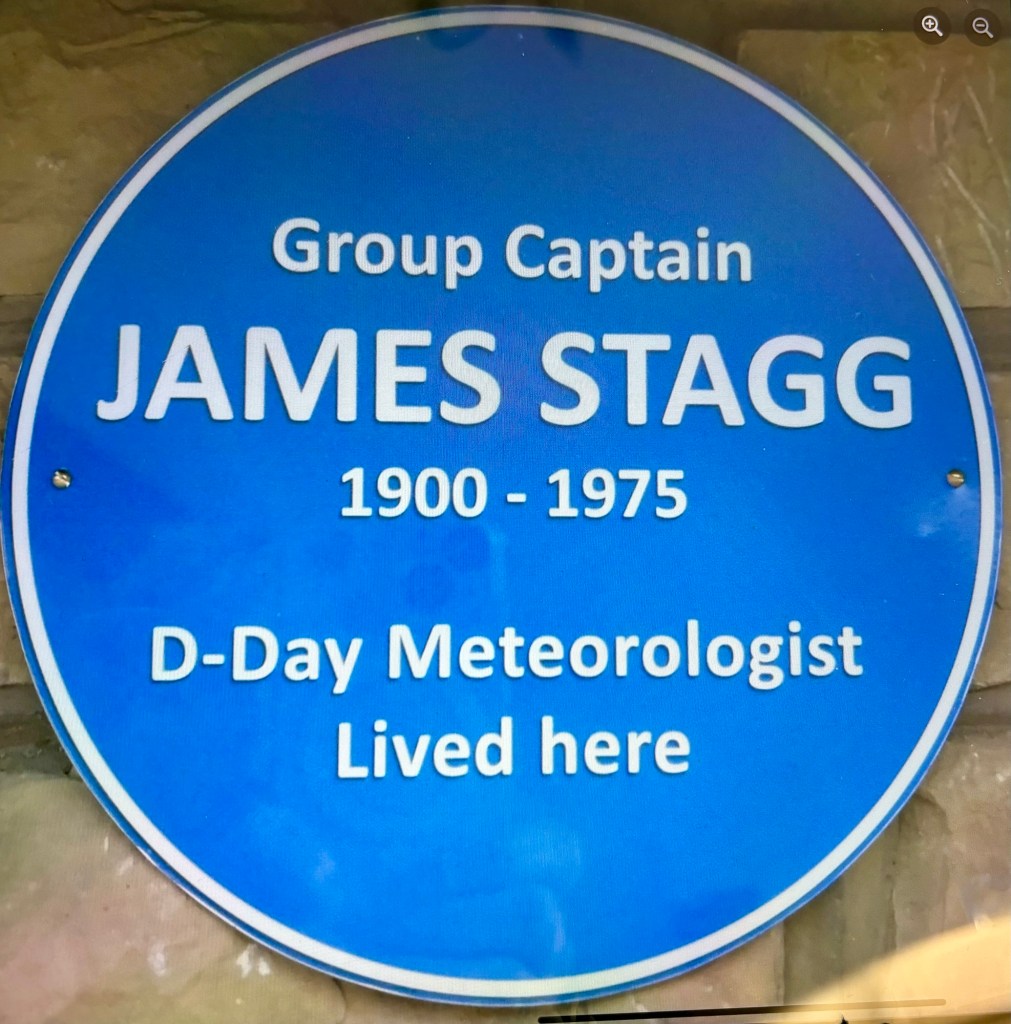 Group Captain
JAMES STAGG
1900 - 1975
D-Day Meteorologist
Lived here